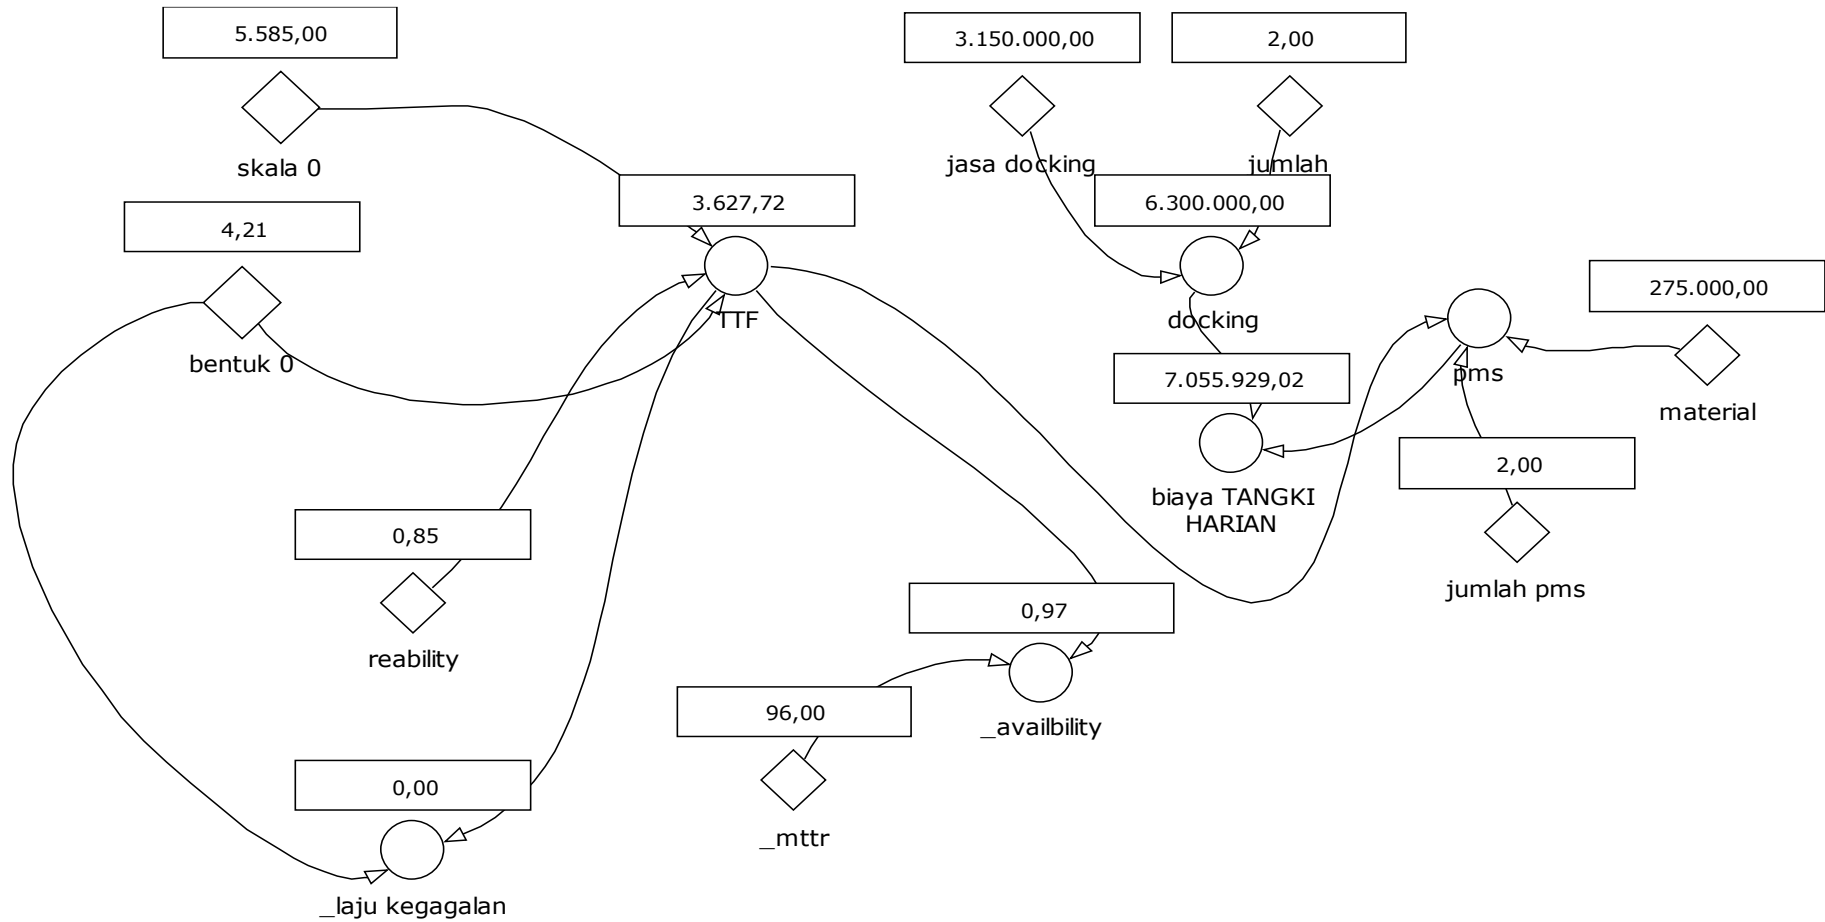 5.585,00
skala 0
3.150.000,00
2,00
jasa docking
jumlah
4,21
bentuk 0
3.627,72
TTF
6.300.000,00
docking
275.000,00
material
pms
7.055.929,02
biaya TANGKI
HARIAN
2,00
jumlah pms
0,85
reability
0,97
_availbility
96,00
_mttr
0,00
_laju kegagalan